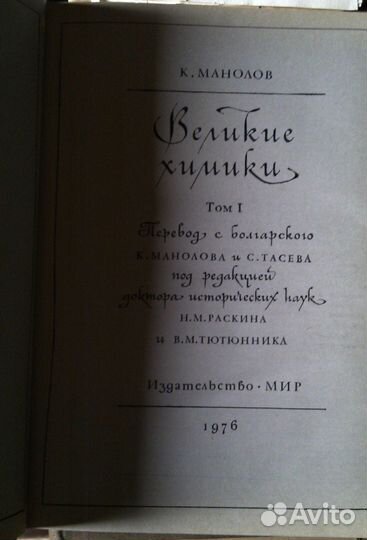 К. МАНОЛОВ
Великие
химики
Том I
Перевод с болгарского
К. МАНОЛОВА и С. ТАСЕВА
под редакцией
доктора исторических наук
Н. М. РАСКИНА
и В. М. ТЮТЮННИКА
Издательство · МИР
1976
Avito